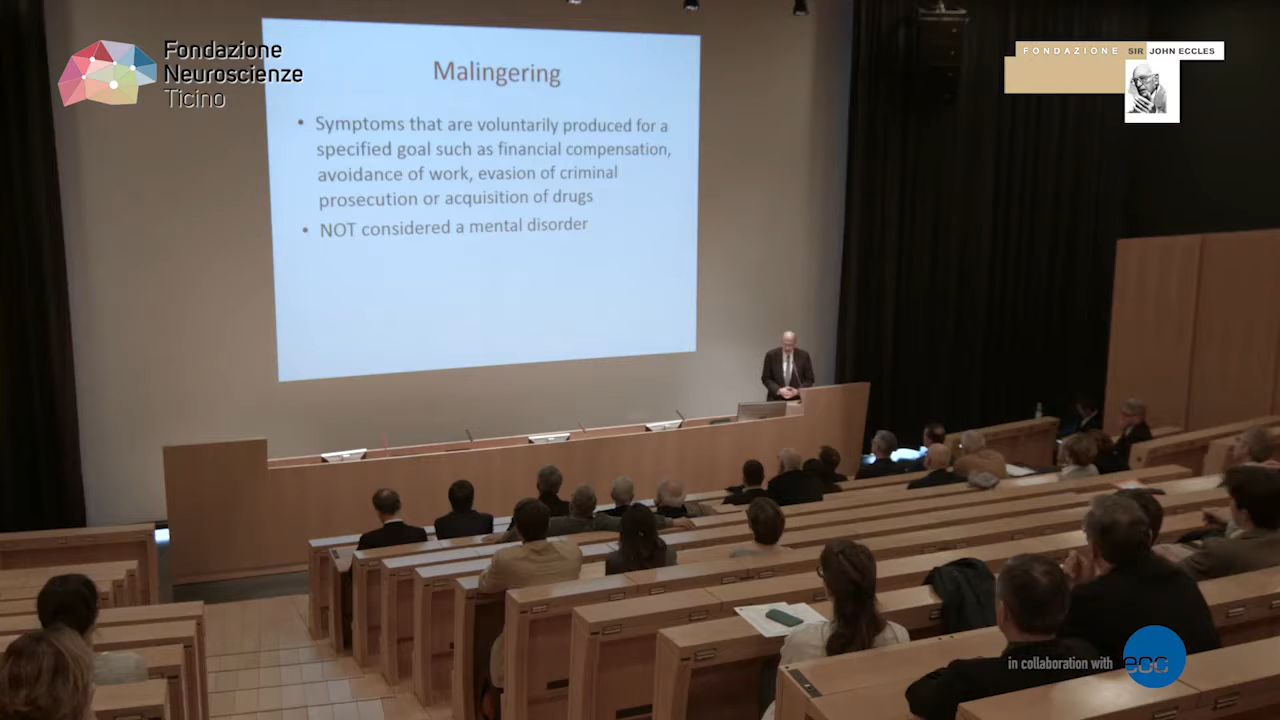 Fondazione
Neuroscienze
Ticino
FONDAZIONE SIR JOHN ECCLES
Malingering
• Symptoms that are voluntarily produced for a
specified goal such as financial compensation,
avoidance of work, evasion of criminal
prosecution or acquisition of drugs
• NOT considered a mental disorder
in collaboration with eoc